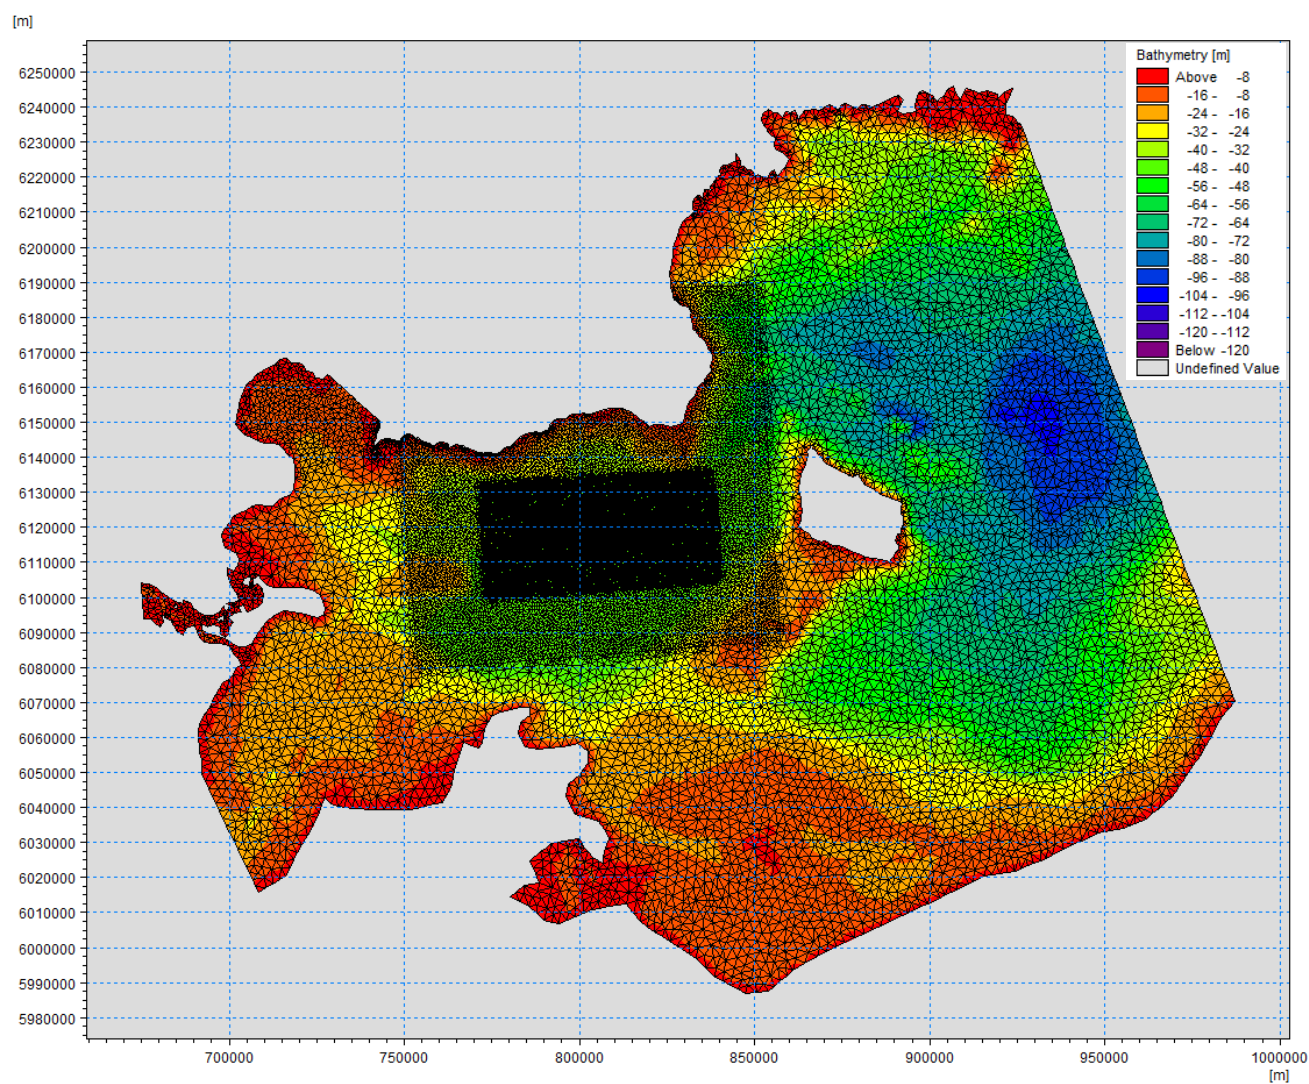 [m]
6250000
6240000
6230000
6220000
6210000
6200000
6190000
6180000
6170000
6160000
6150000
6140000
6130000
6120000
6110000
6100000
6090000
6080000
6070000
6060000
6050000
6040000
6030000
6020000
6010000
6000000
5990000
5980000
Bathymetry [m]
Above -8
-16 - -8
-24 - -16
-32 - -24
-40 - -32
-48 - -40
-56 - -48
-64 - -56
-72 - -64
-80 - -72
-88 - -80
-96 - -88
-104 - -96
-112 - -104
-120 - -112
Below -120
Undefined Value
700000 750000 800000 850000 900000 950000 1000000
[m]